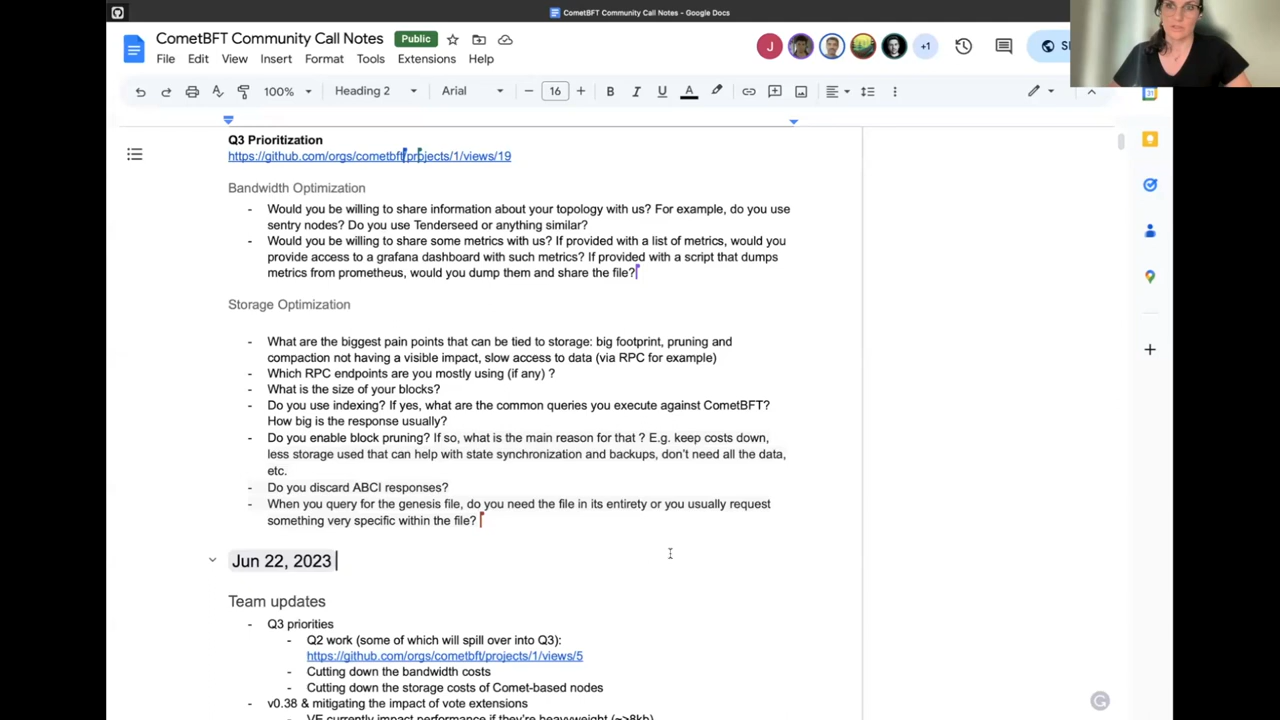 CometBFT Community Call Notes - Google Docs
CometBFT Community Call Notes
Public
File Edit View Insert Format Tools Extensions Help
J
+1
100%
Heading 2
Arial
16
B I U A
31
Q3 Prioritization
https://github.com/orgs/cometbft/projects/1/views/19
Bandwidth Optimization
- Would you be willing to share information about your topology with us? For example, do you use
sentry nodes? Do you use Tenderseed or anything similar?
- Would you be willing to share some metrics with us? If provided with a list of metrics, would you
provide access to a grafana dashboard with such metrics? If provided with a script that dumps
metrics from prometheus, would you dump them and share the file?
Storage Optimization
- What are the biggest pain points that can be tied to storage: big footprint, pruning and
compaction not having a visible impact, slow access to data (via RPC for example)
- Which RPC endpoints are you mostly using (if any) ?
- What is the size of your blocks?
- Do you use indexing? If yes, what are the common queries you execute against CometBFT?
How big is the response usually?
- Do you enable block pruning? If so, what is the main reason for that ? E.g. keep costs down,
less storage used that can help with state synchronization and backups, don't need all the data,
etc.
- Do you discard ABCI responses?
- When you query for the genesis file, do you need the file in its entirety or you usually request
something very specific within the file?
Jun 22, 2023
Team updates
- Q3 priorities
- Q2 work (some of which will spill over into Q3):
https://github.com/orgs/cometbft/projects/1/views/5
- Cutting down the bandwidth costs
- Cutting down the storage costs of Comet-based nodes
- v0.38 & mitigating the impact of vote extensions
- VE currently impact performance if they're heavyweight (~>8kb)